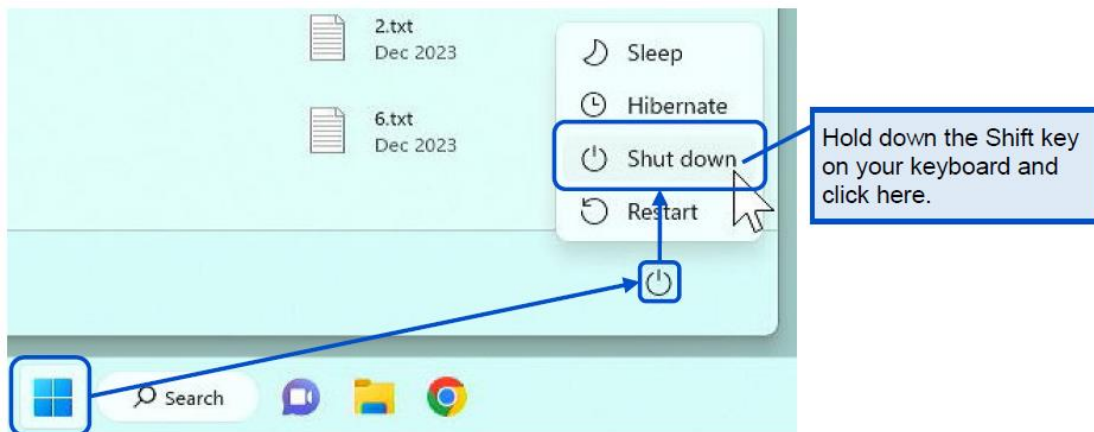 2.txt
Dec 2023
6.txt
Dec 2023
Sleep
Hibernate
Shut down
Restart
Hold down the Shift key
on your keyboard and
click here.
Search